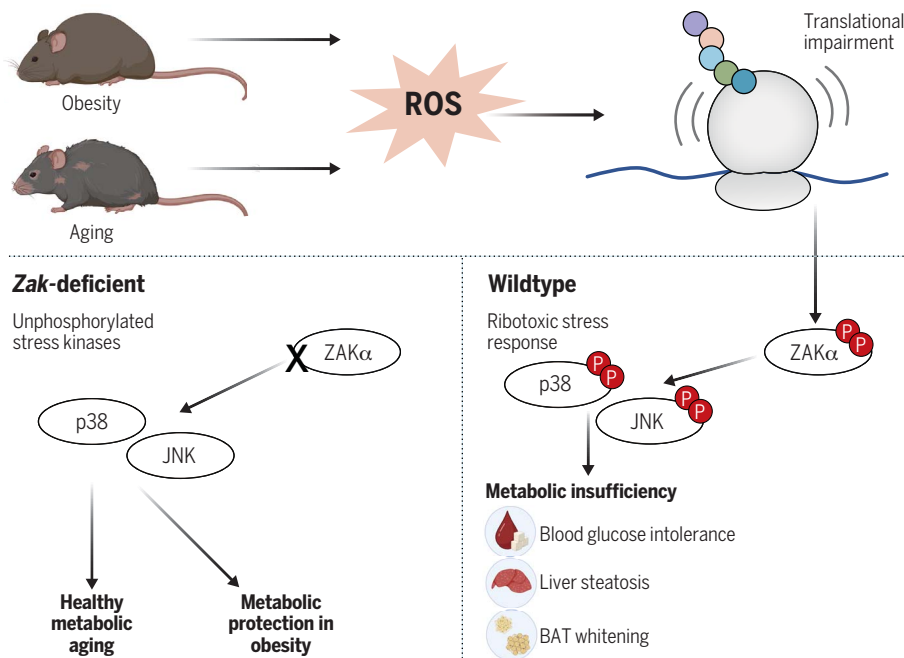 Obesity
Aging
ROS
Translational
impairment
Zak-deficient
Unphosphorylated
stress kinases
X
ZAKα
p38
JNK
Healthy
metabolic
aging
Metabolic
protection in
obesity
Wildtype
Ribotoxic stress
response
ZAKα
P
P
p38
P
P
JNK
P
P
Metabolic insufficiency
Blood glucose intolerance
Liver steatosis
BAT whitening